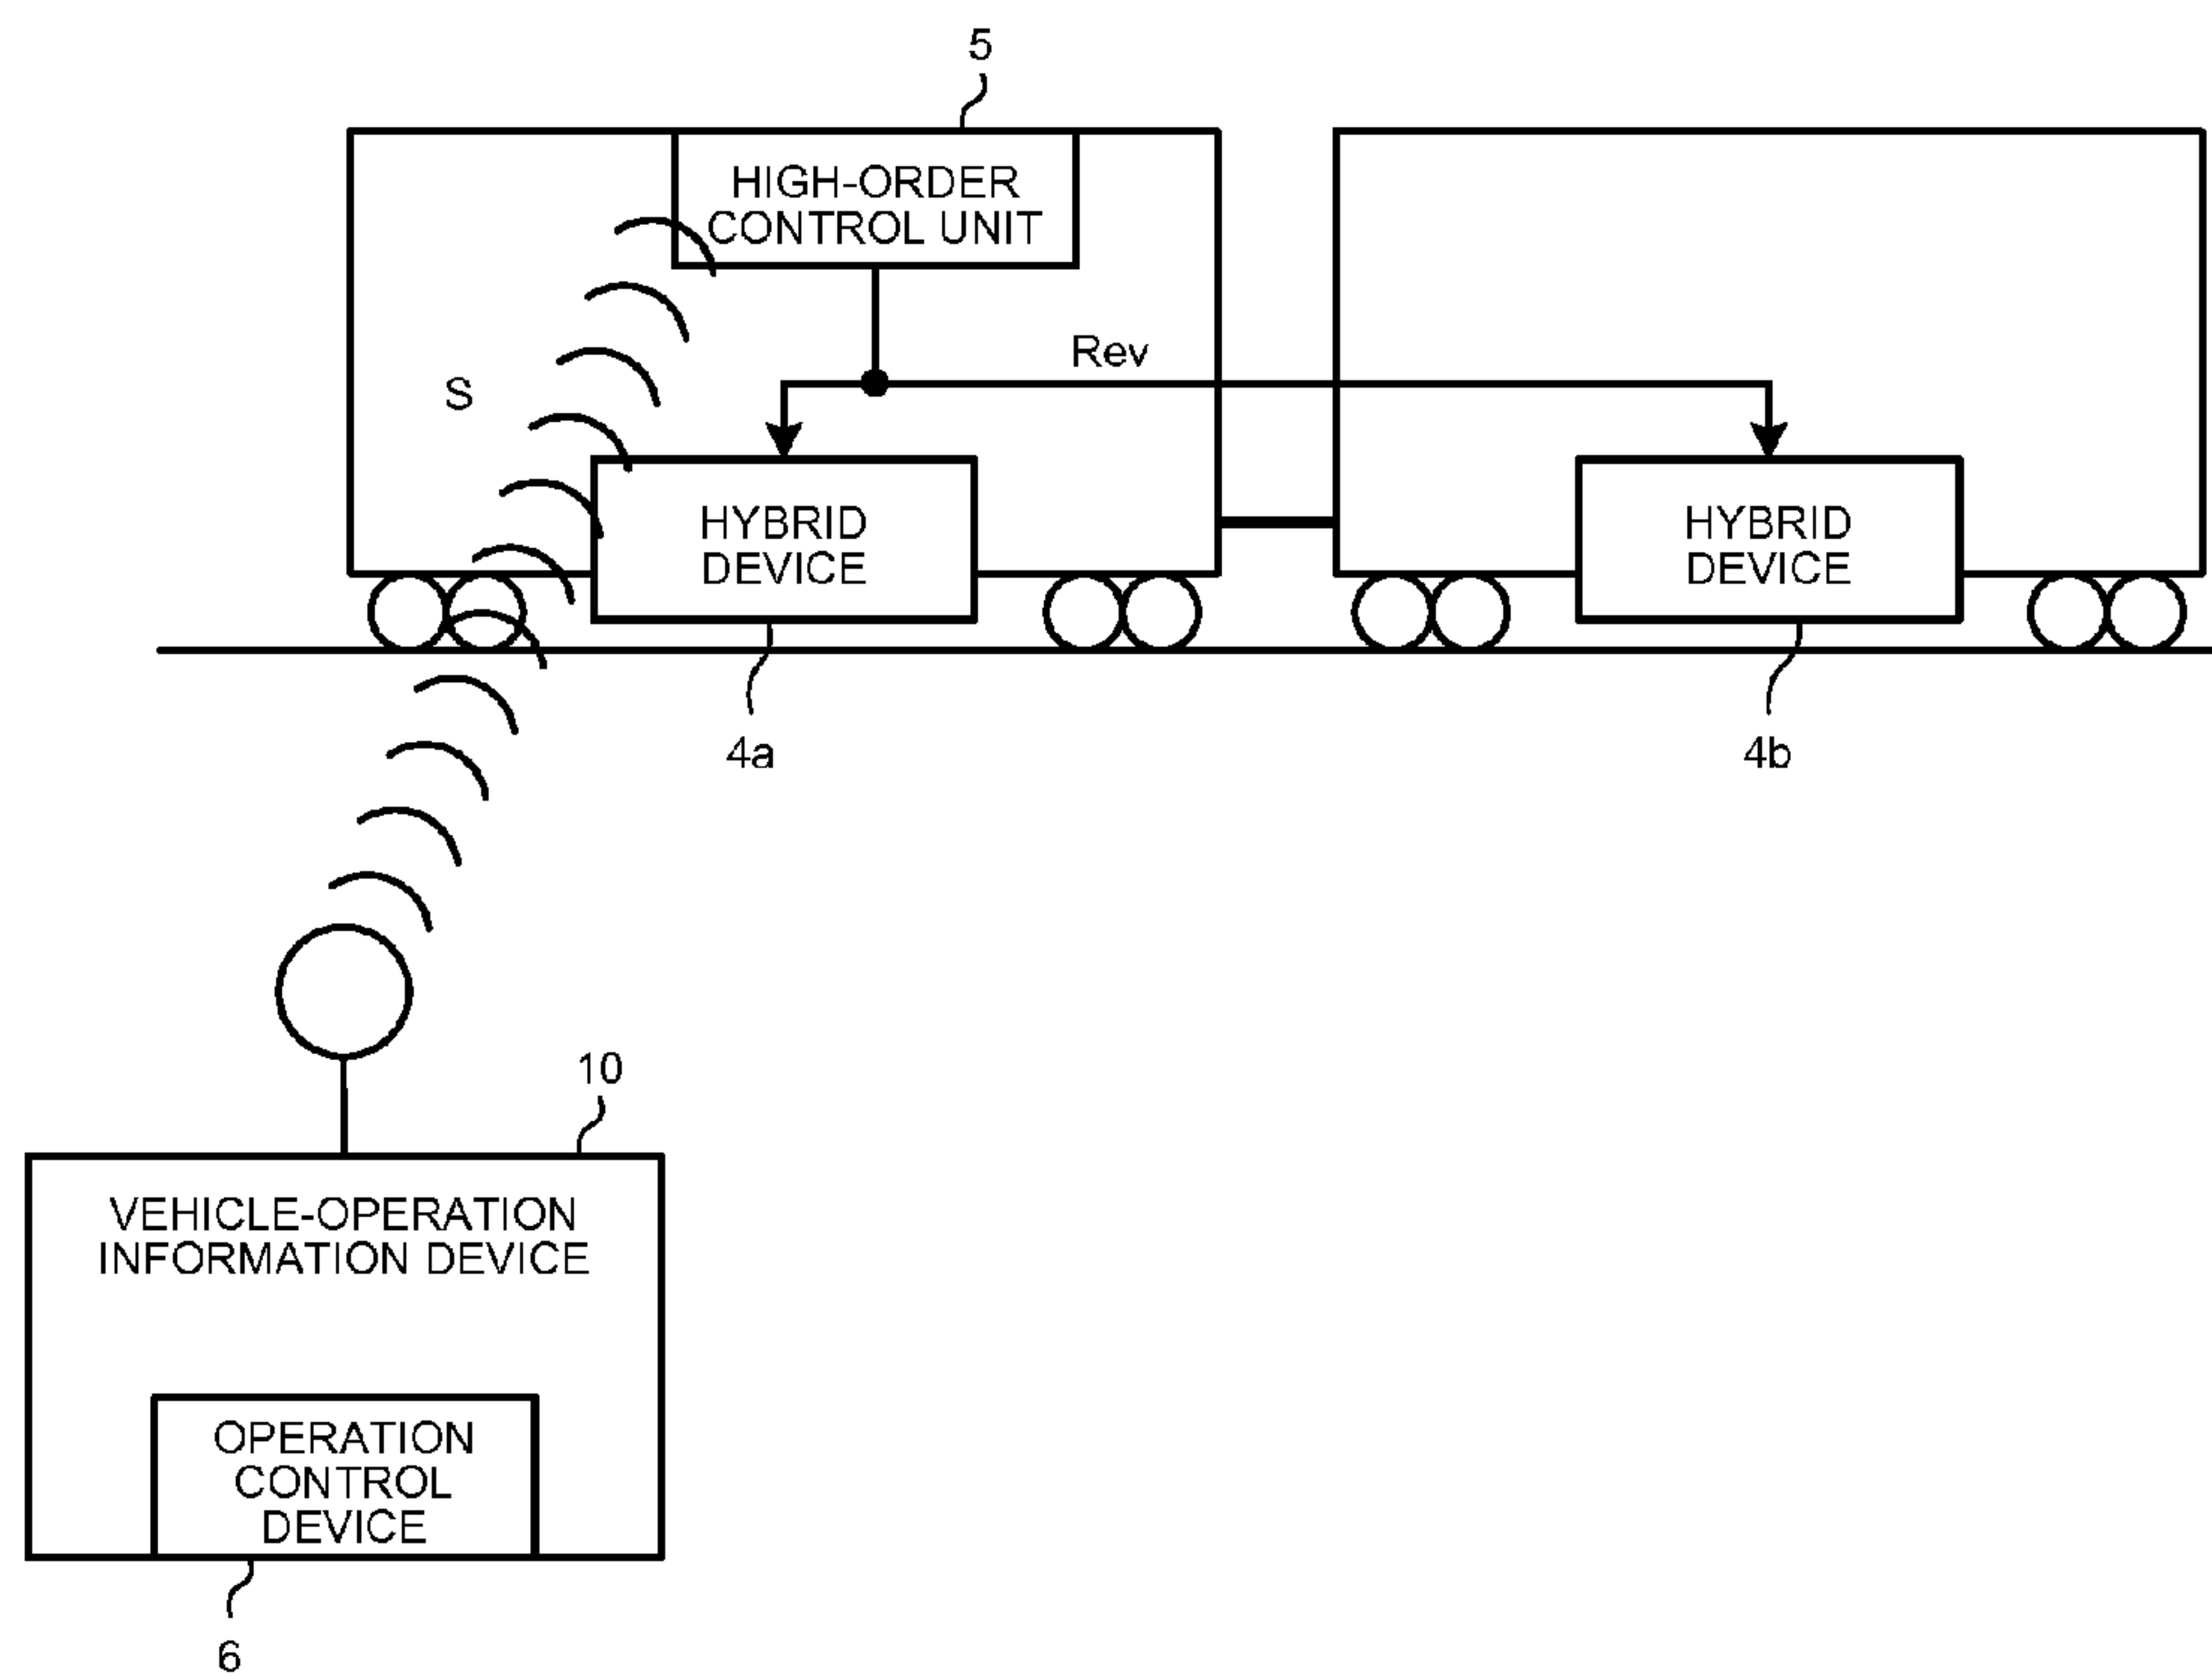 5
HIGH-ORDER
CONTROL UNIT
Rev
S
HYBRID
DEVICE
HYBRID
DEVICE
4a
4b
10
VEHICLE-OPERATION
INFORMATION DEVICE
OPERATION
CONTROL
DEVICE
6